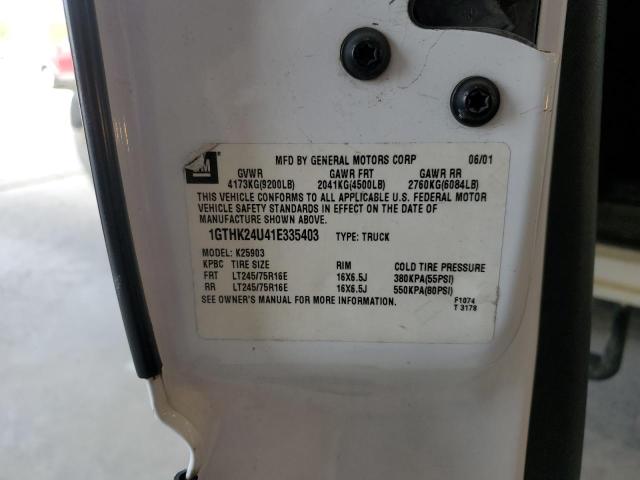 MFD BY GENERAL MOTORS CORP 06/01
GVWR GAWR FRT GAWR RR
4173KG(9200LB) 2041KG(4500LB) 2760KG(6084LB)
THIS VEHICLE CONFORMS TO ALL APPLICABLE U.S. FEDERAL MOTOR
VEHICLE SAFETY STANDARDS IN EFFECT ON THE DATE OF
MANUFACTURE SHOWN ABOVE.
1GTHK24U41E335403 TYPE: TRUCK
MODEL: K25903
KPBC TIRE SIZE RIM COLD TIRE PRESSURE
FRT LT245/75R16E 16X6.5J 380KPA(55PSI)
RR LT245/75R16E 16X6.5J 550KPA(80PSI)
SEE OWNER'S MANUAL FOR MORE INFORMATION. F1074
T 3178